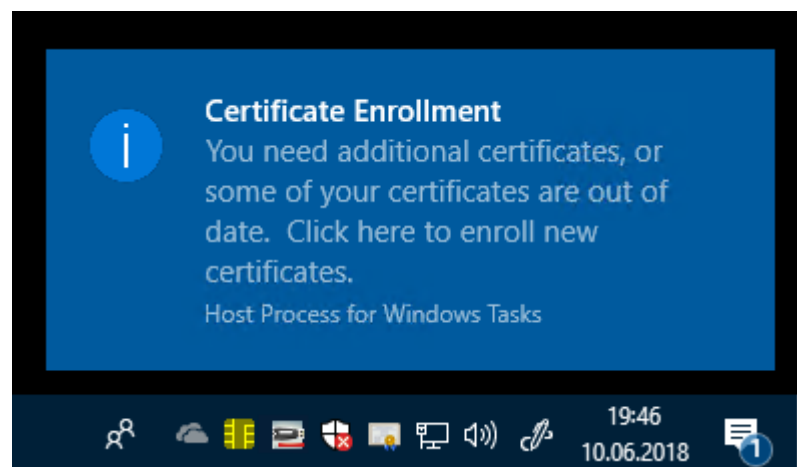 Certificate Enrollment
You need additional certificates, or
some of your certificates are out of
date.  Click here to enroll new
certificates.
Host Process for Windows Tasks
19:46
10.06.2018
1